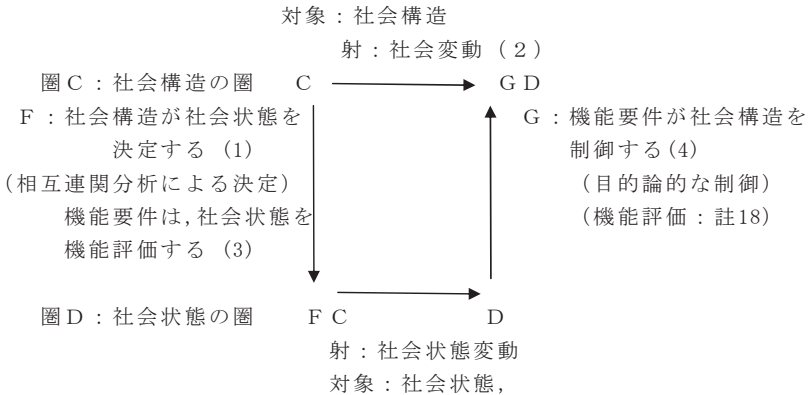 対象：社会構造
射：社会変動（２）
圏Ｃ：社会構造の圏　Ｃ　ＧＤ
Ｆ：社会構造が社会状態を
決定する (1)
(相互連関分析による決定)
機能要件は,社会状態を
機能評価する (3)
Ｇ：機能要件が社会構造を
制御する(4)
(目的論的な制御)
(機能評価：註18)
圏Ｄ：社会状態の圏　ＦＣ　Ｄ
射：社会状態変動
対象：社会状態,